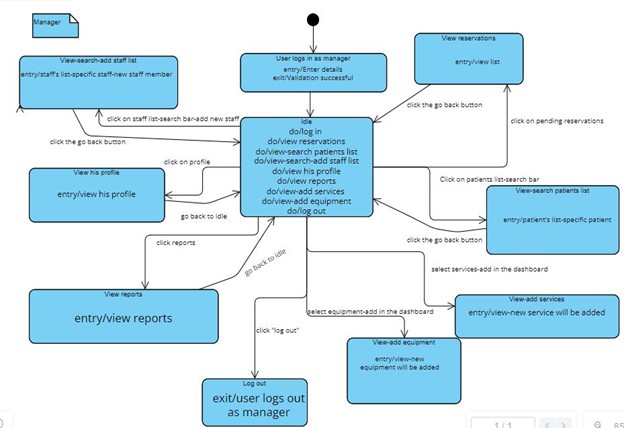 Manager
View-search-add staff list
entry/staff's list-specific staff-new staff member
User logs in as manager
entry/Enter details
exit/Validation successful
View reservations
entry/view list
click the go back button
click on pending reservations
click on staff list-search bar-add new staff
click the go back button
Idle
do/log in
do/view reservations
do/view-search patients list
do/view-search-add staff list
do/view his profile
do/view reports
do/view-add services
do/view-add equipment
do/log out
click on profile
View his profile
entry/view his profile
go back to idle
Click on patients list-search bar
View-search patients list
entry/patient's list-specific patient
click the go back button
click reports
go back to idle
select services-add in the dashboard
View reports
entry/view reports
View-add services
entry/view-new service will be added
select equipment-add in the dashboard
click "log out"
View-add equipment
entry/view-new
equipment will be added
Log out
exit/user logs out
as manager
1 / 1
85